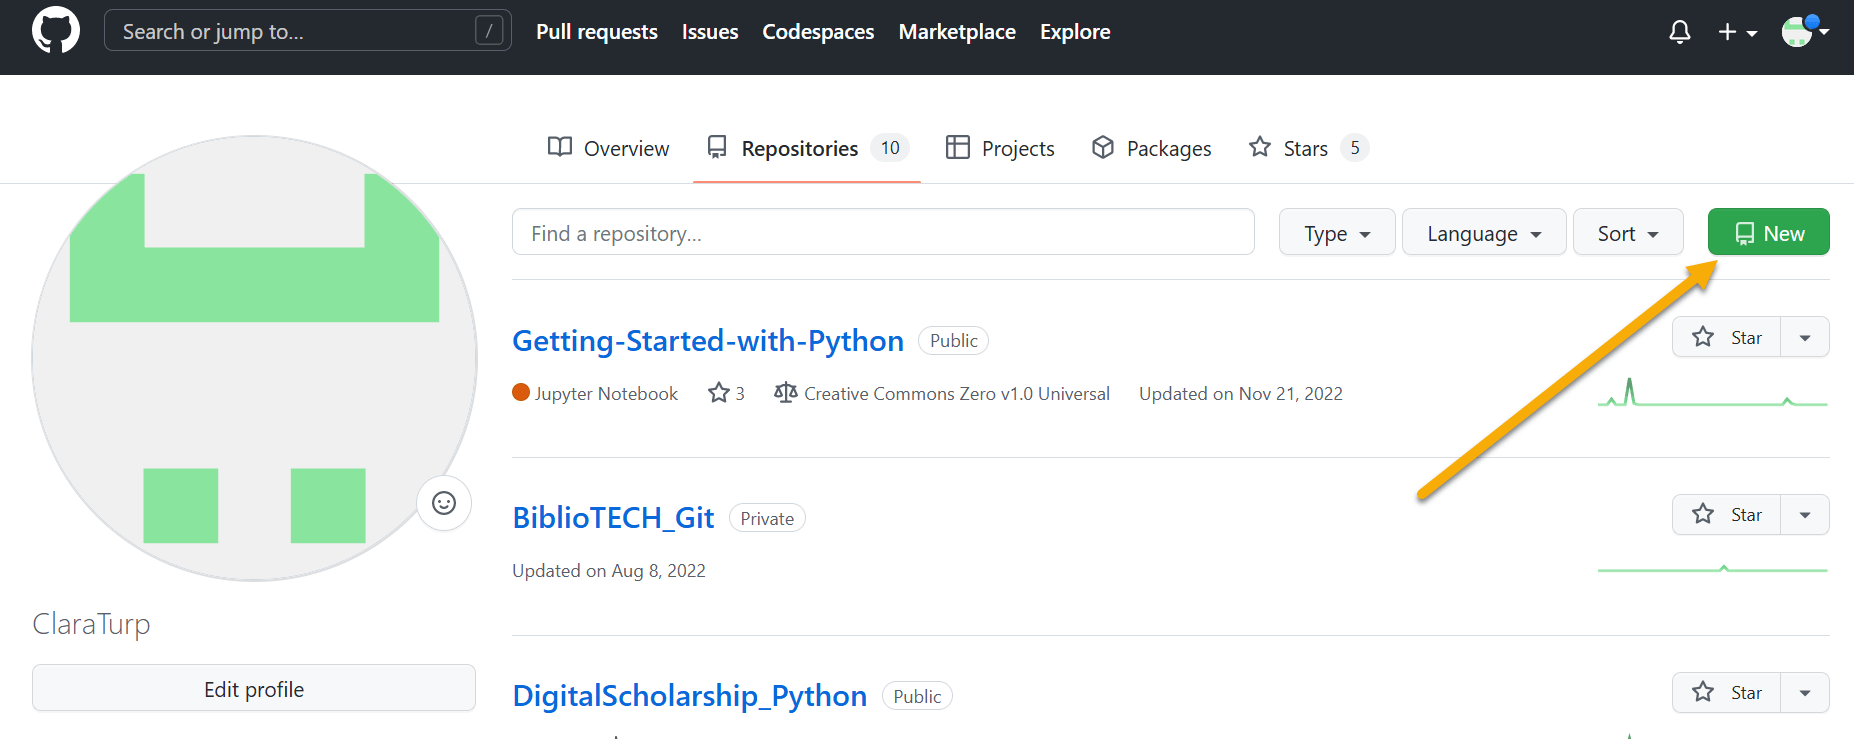 Search or jump to... /
Pull requests Issues Codespaces Marketplace Explore
Overview Repositories 10 Projects Packages Stars 5
Find a repository... Type Language Sort New
Getting-Started-with-Python Public Star
Jupyter Notebook 3 Creative Commons Zero v1.0 Universal Updated on Nov 21, 2022
BiblioTECH_Git Private Star
Updated on Aug 8, 2022
ClaraTurp
Edit profile
DigitalScholarship_Python Public Star